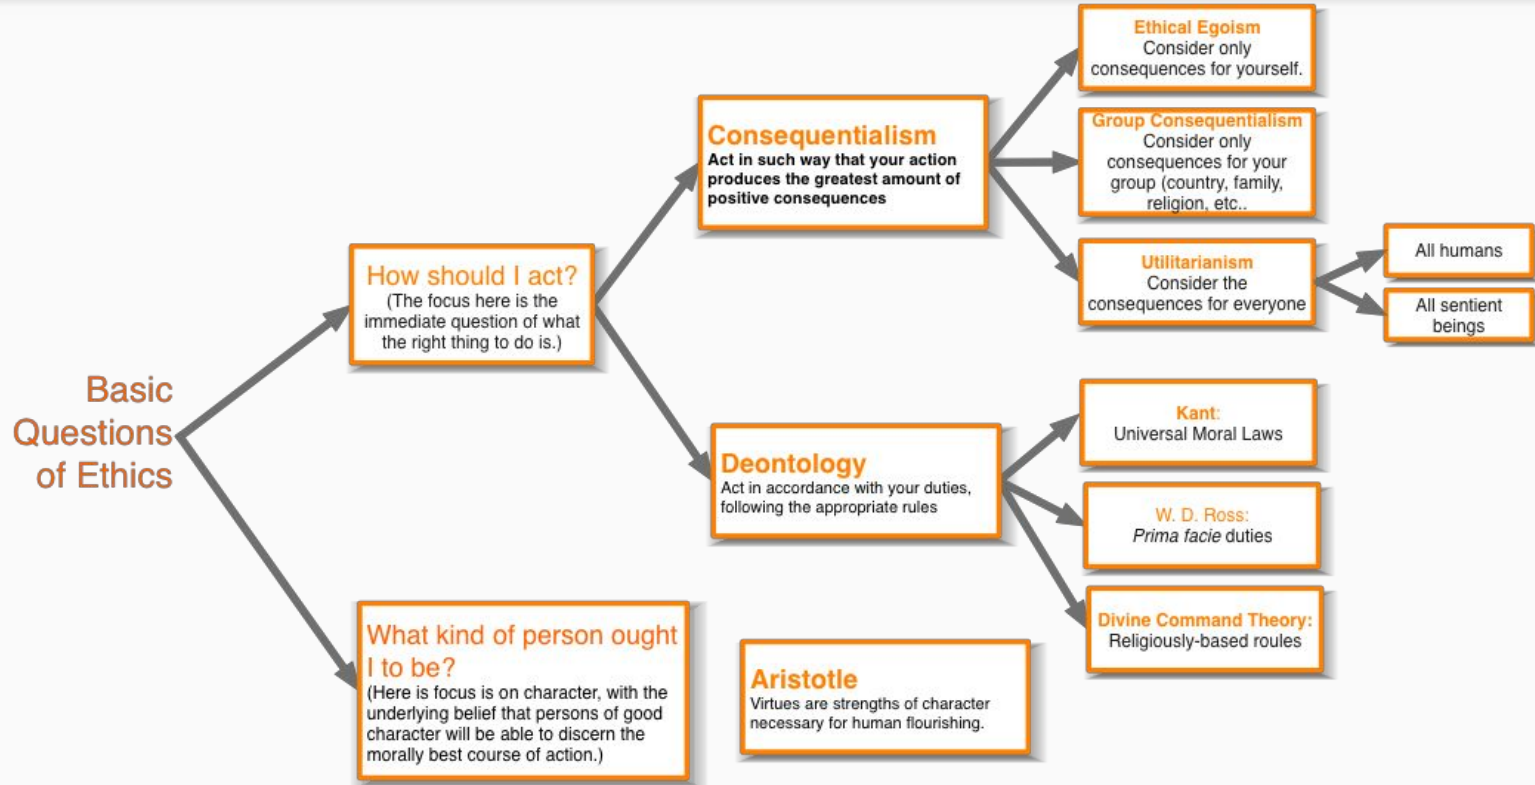 Basic
Questions
of Ethics
How should I act?
(The focus here is the
immediate question of what
the right thing to do is.)
Consequentialism
Act in such way that your action
produces the greatest amount of
positive consequences
Ethical Egoism
Consider only
consequences for yourself.
Group Consequentialism
Consider only
consequences for your
group (country, family,
religion, etc..
Utilitarianism
Consider the
consequences for everyone
All humans
All sentient
beings
Deontology
Act in accordance with your duties,
following the appropriate rules
Kant:
Universal Moral Laws
W. D. Ross:
Prima facie duties
Divine Command Theory:
Religiously-based roules
What kind of person ought
I to be?
(Here is focus is on character, with the
underlying belief that persons of good
character will be able to discern the
morally best course of action.)
Aristotle
Virtues are strengths of character
necessary for human flourishing.